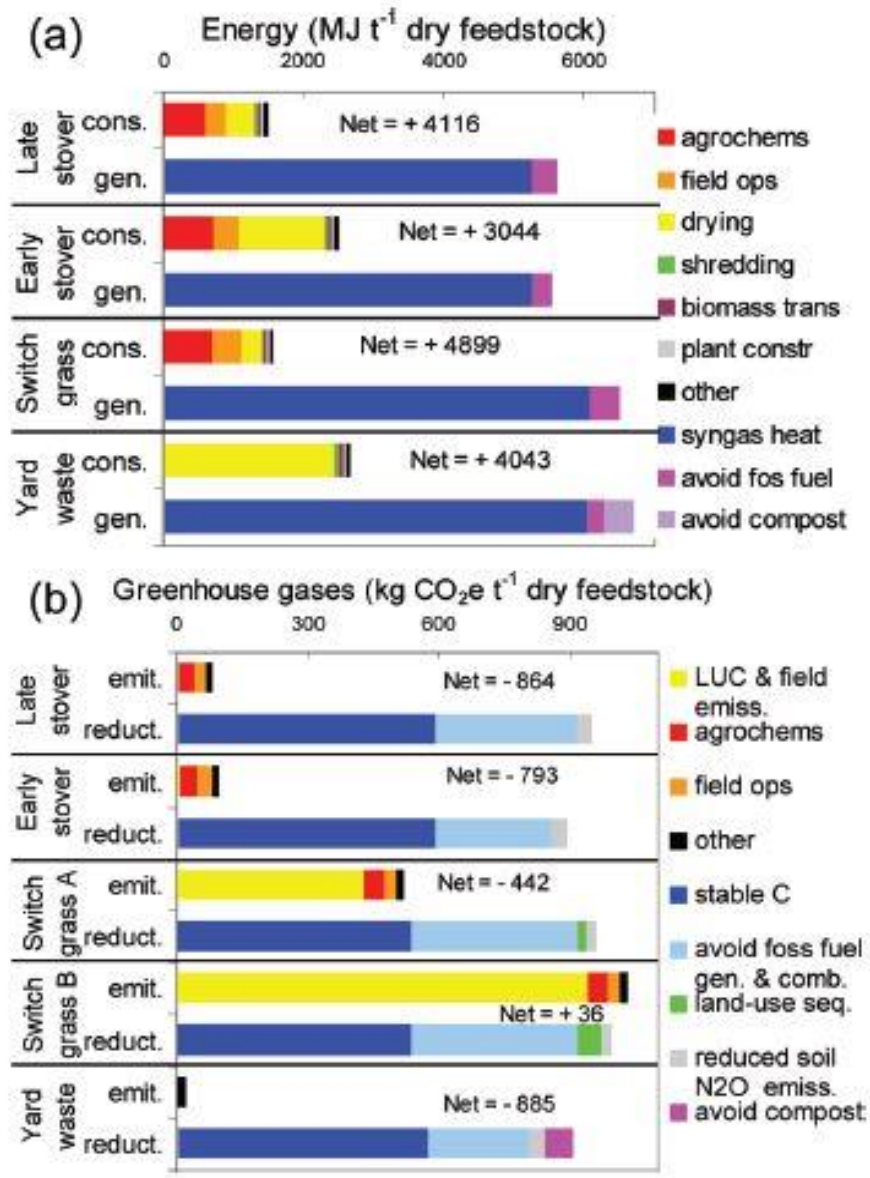 (a) Energy (MJ t⁻¹ dry feedstock)
0 2000 4000 6000
Late stover
cons. Net = + 4116
gen.
Early stover
cons. Net = + 3044
gen.
Switch grass
cons. Net = + 4899
gen.
Yard waste
cons. Net = + 4043
gen.
agrochems
field ops
drying
shredding
biomass trans
plant constr
other
syngas heat
avoid fos fuel
avoid compost
(b) Greenhouse gases (kg CO₂e t⁻¹ dry feedstock)
0 300 600 900
Late stover
emit. Net = - 864
reduct.
Early stover
emit. Net = - 793
reduct.
Switch grass A
emit. Net = - 442
reduct.
Switch grass B
emit.
Net = + 36
reduct.
Yard waste
emit. Net = - 885
reduct.
LUC & field
emiss.
agrochems
field ops
other
stable C
avoid foss fuel
gen. & comb.
land-use seq.
reduced soil
N2O emiss.
avoid compost